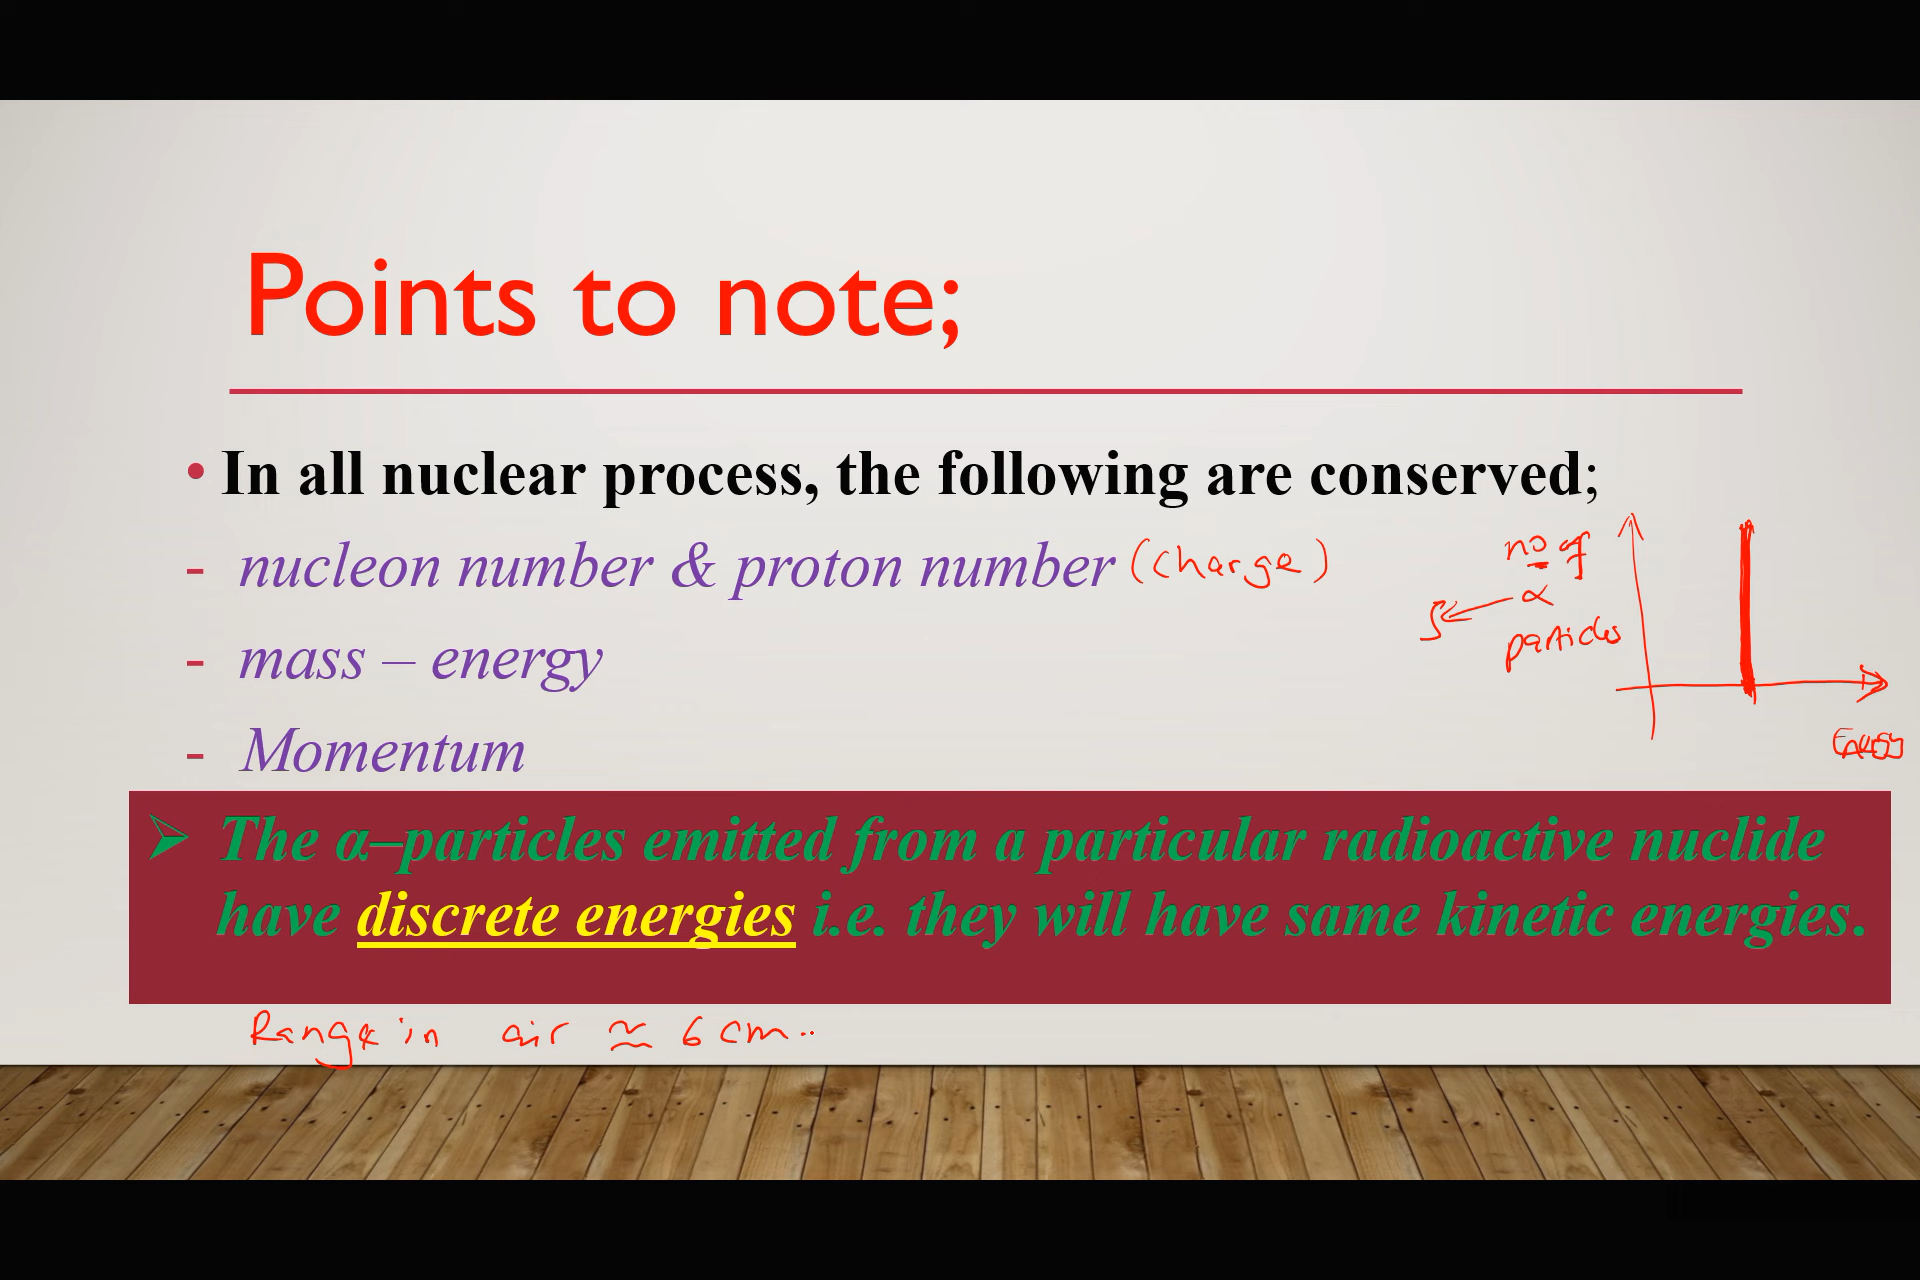 Points to note;
• In all nuclear process, the following are conserved;
- nucleon number & proton number (charge)
- mass – energy
- Momentum
no of
α
particles
Energy
➢ The α–particles emitted from a particular radioactive nuclide
have discrete energies i.e. they will have same kinetic energies.
Range in air ≈ 6cm..